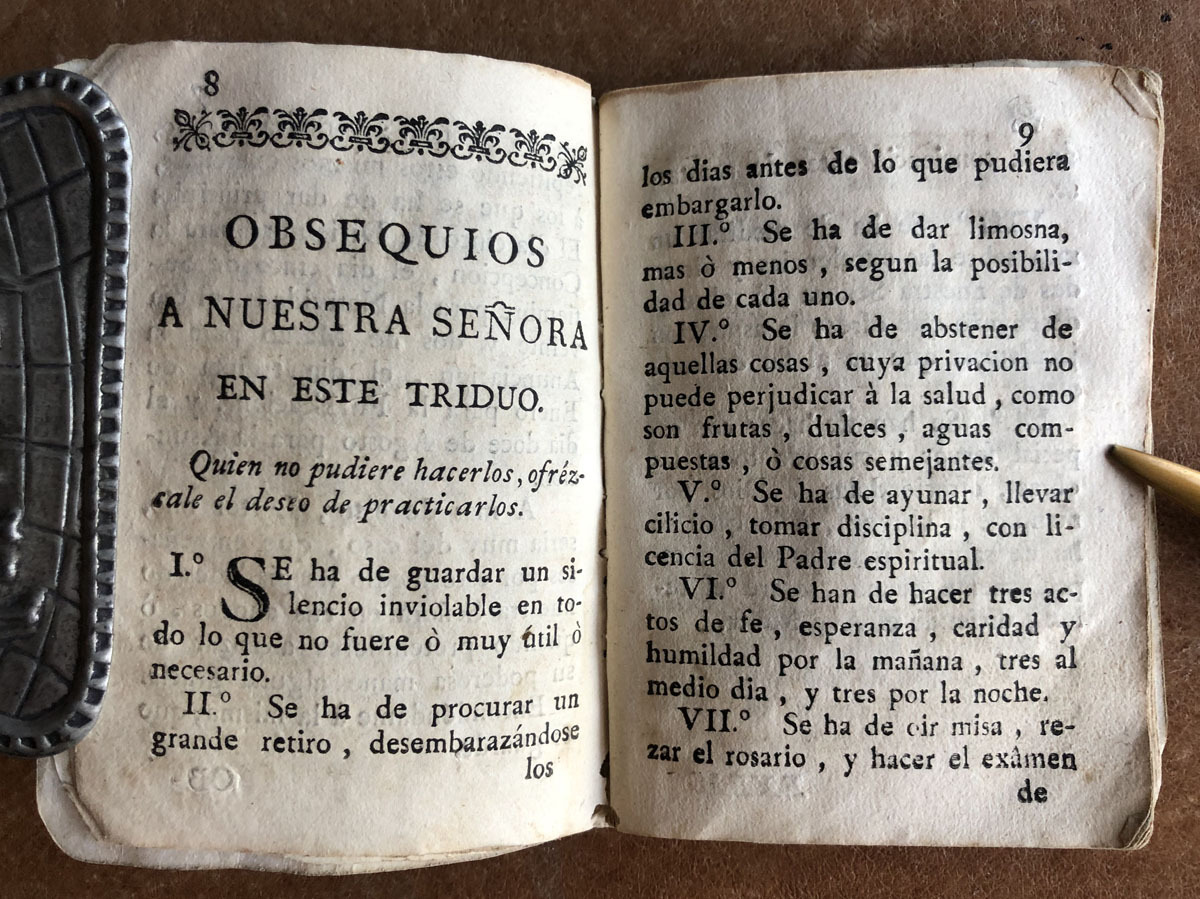 8
OBSEQUIOS
A NUESTRA SEÑORA
EN ESTE TRIDUO.
Quien no pudiere hacerlos, ofréz-
cale el deseo de practicarlos.
I.º SE ha de guardar un si-
lencio inviolable en to-
do lo que no fuere ò muy útil ò
necesario.
II.º Se ha de procurar un
grande retiro, desembarazándose
los
9
los dias antes de lo que pudiera
embargarlo.
III.º Se ha de dar limosna,
mas ò menos, segun la posibili-
dad de cada uno.
IV.º Se ha de abstener de
aquellas cosas, cuya privacion no
puede perjudicar à la salud, como
son frutas, dulces, aguas com-
puestas, ò cosas semejantes.
V.º Se ha de ayunar, llevar
cilicio, tomar disciplina, con li-
cencia del Padre espiritual.
VI.º Se han de hacer tres ac-
tos de fe, esperanza, caridad y
humildad por la mañana, tres al
medio dia, y tres por la noche.
VII.º Se ha de oir misa, re-
zar el rosario, y hacer el exâmen
de